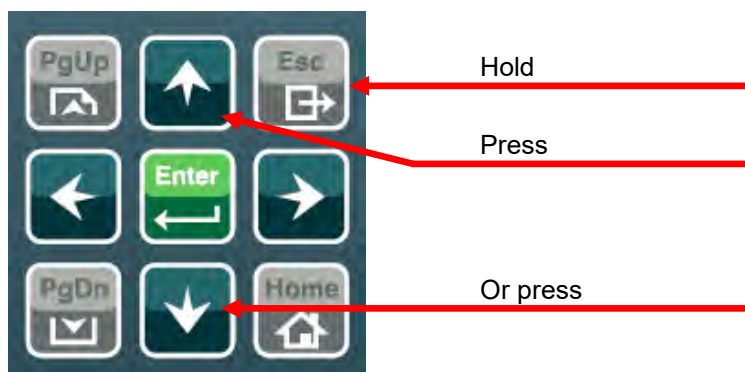 PgUp
Esc
Hold
Press
Enter
PgDn
Home
Or press